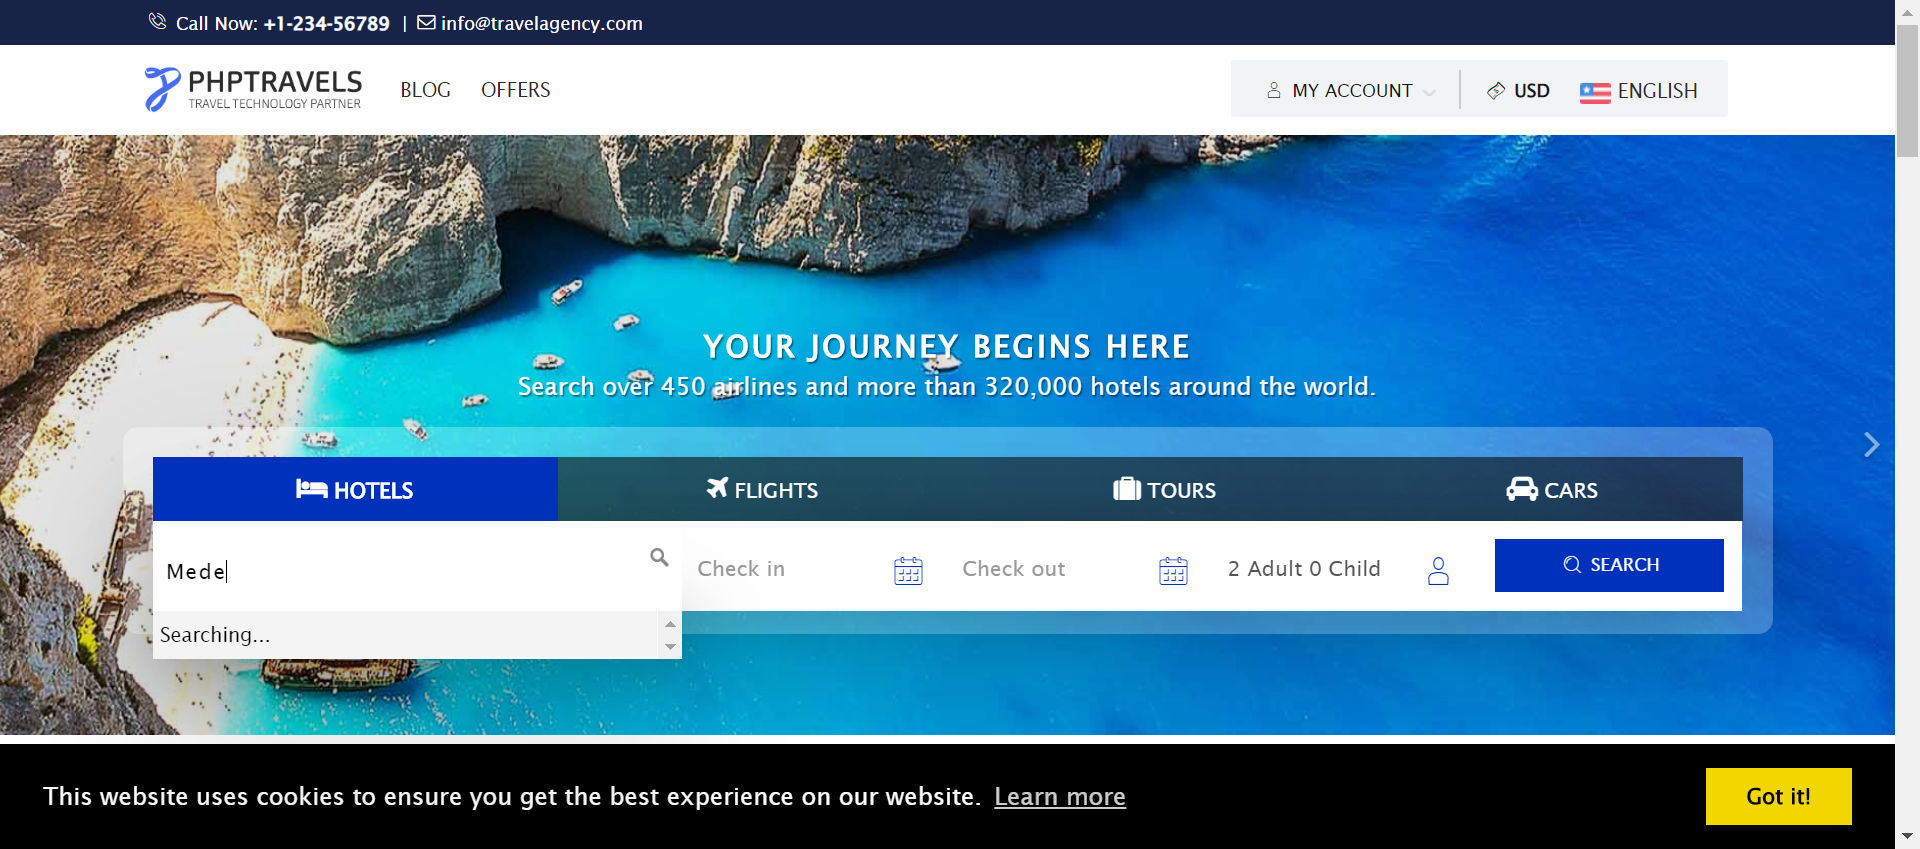 Call Now: +1-234-56789 | info@travelagency.com
PHPTRAVELS
TRAVEL TECHNOLOGY PARTNER
BLOG OFFERS
MY ACCOUNT USD ENGLISH
YOUR JOURNEY BEGINS HERE
Search over 450 airlines and more than 320,000 hotels around the world.
HOTELS FLIGHTS TOURS CARS
Mede Check in Check out 2 Adult 0 Child SEARCH
Searching...
This website uses cookies to ensure you get the best experience on our website. Learn more Got it!